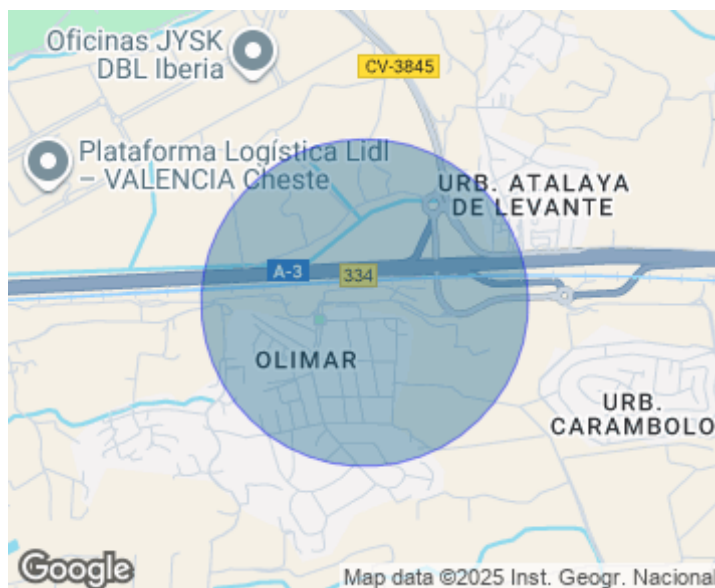 Oficinas JYSK
DBL Iberia
CV-3845
Plataforma Logística Lidl
– VALENCIA Cheste
URB. ATALAYA
DE LEVANTE
A-3
334
OLIMAR
URB.
CARAMBOLO
Google
Map data ©2025 Inst. Geogr. Nacional